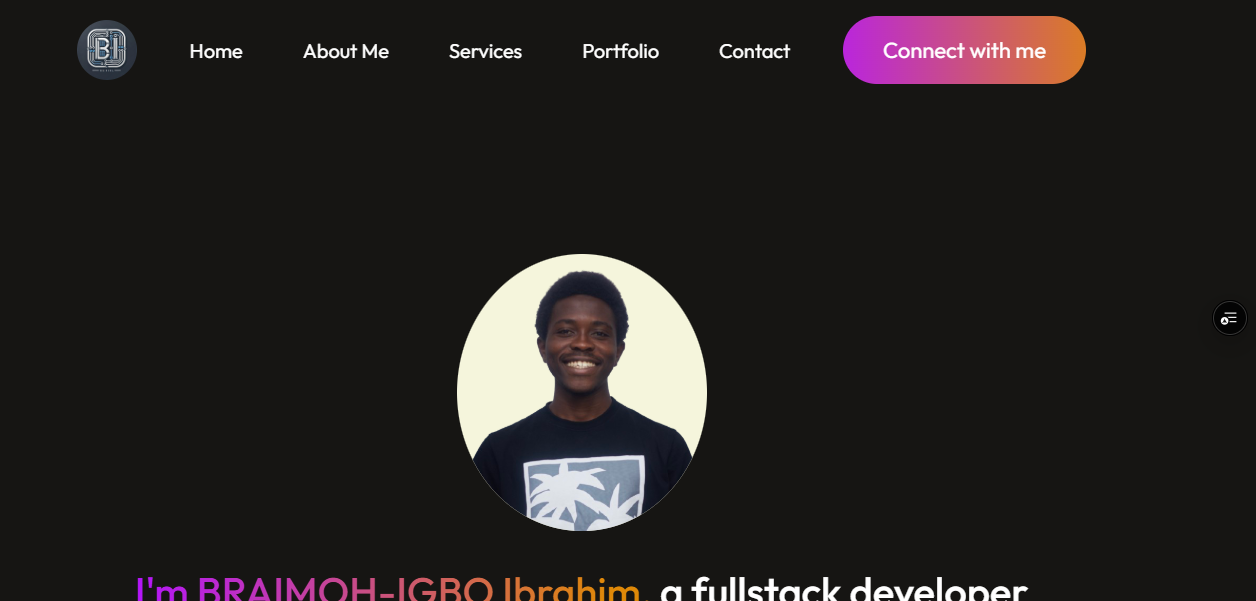 BI
Home
About Me
Services
Portfolio
Contact
Connect with me
I'm BRAIMOH-IGBO Ibrahim, a fullstack developer